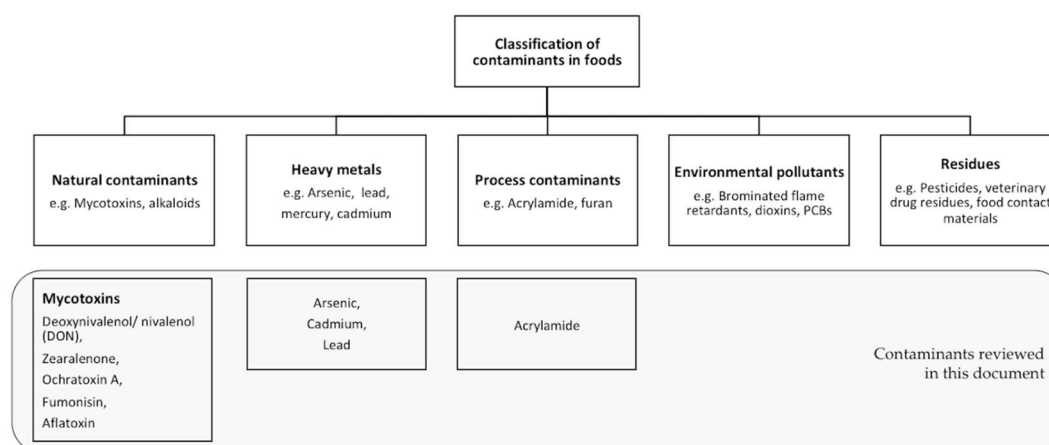 Classification of
contaminants in foods
Natural contaminants
e.g. Mycotoxins, alkaloids
Heavy metals
e.g. Arsenic, lead,
mercury, cadmium
Process contaminants
e.g. Acrylamide, furan
Environmental pollutants
e.g. Brominated flame
retardants, dioxins, PCBs
Residues
e.g. Pesticides, veterinary
drug residues, food contact
materials
Mycotoxins
Deoxynivalenol/ nivalenol
(DON),
Zearalenone,
Ochratoxin A,
Fumonisin,
Aflatoxin
Arsenic,
Cadmium,
Lead
Acrylamide
Contaminants reviewed
in this document